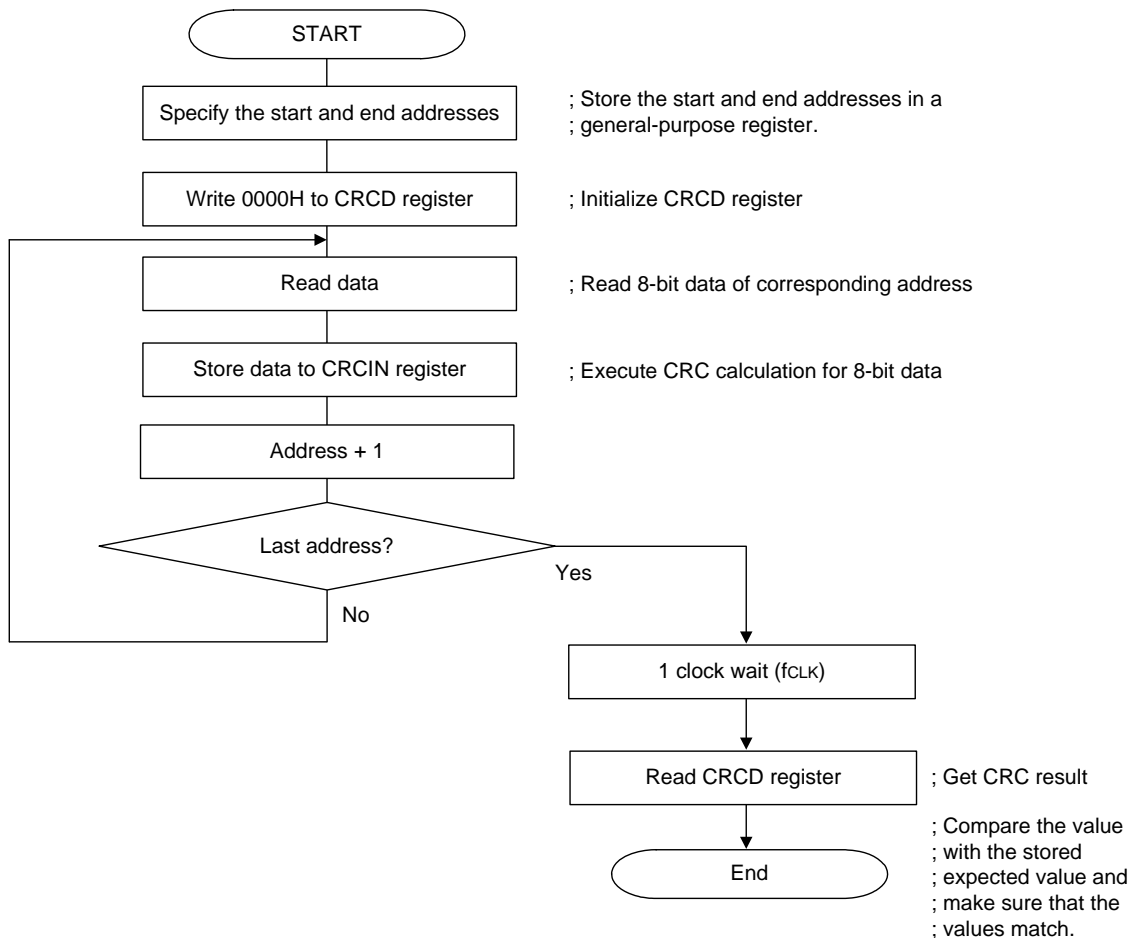 START
Specify the start and end addresses
; Store the start and end addresses in a
; general-purpose register.
Write 0000H to CRCD register
; Initialize CRCD register
Read data
; Read 8-bit data of corresponding address
Store data to CRCIN register
; Execute CRC calculation for 8-bit data
Address + 1
Last address?
Yes
No
1 clock wait (fCLK)
Read CRCD register
; Get CRC result
; Compare the value
; with the stored
; expected value and
; make sure that the
; values match.
End